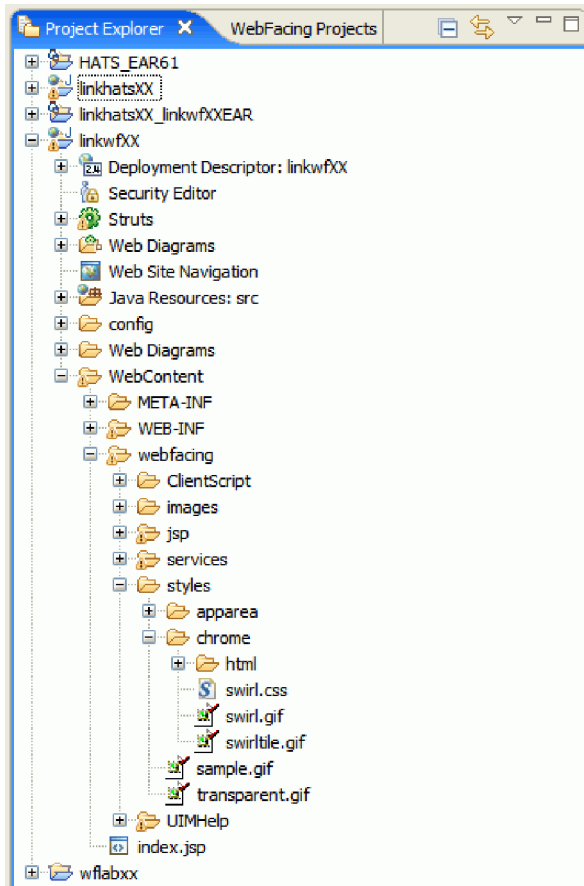 Project Explorer WebFacing Projects
HATS_EAR61
linkhatsXX
linkhatsXX_linkwfXXEAR
linkwfXX
2.4 Deployment Descriptor: linkwfXX
Security Editor
Struts
Web Diagrams
Web Site Navigation
Java Resources: src
config
Web Diagrams
WebContent
META-INF
WEB-INF
webfacing
ClientScript
images
jsp
services
styles
apparea
chrome
html
swirl.css
swirl.gif
swirltile.gif
sample.gif
transparent.gif
UIMHelp
index.jsp
wflabxx